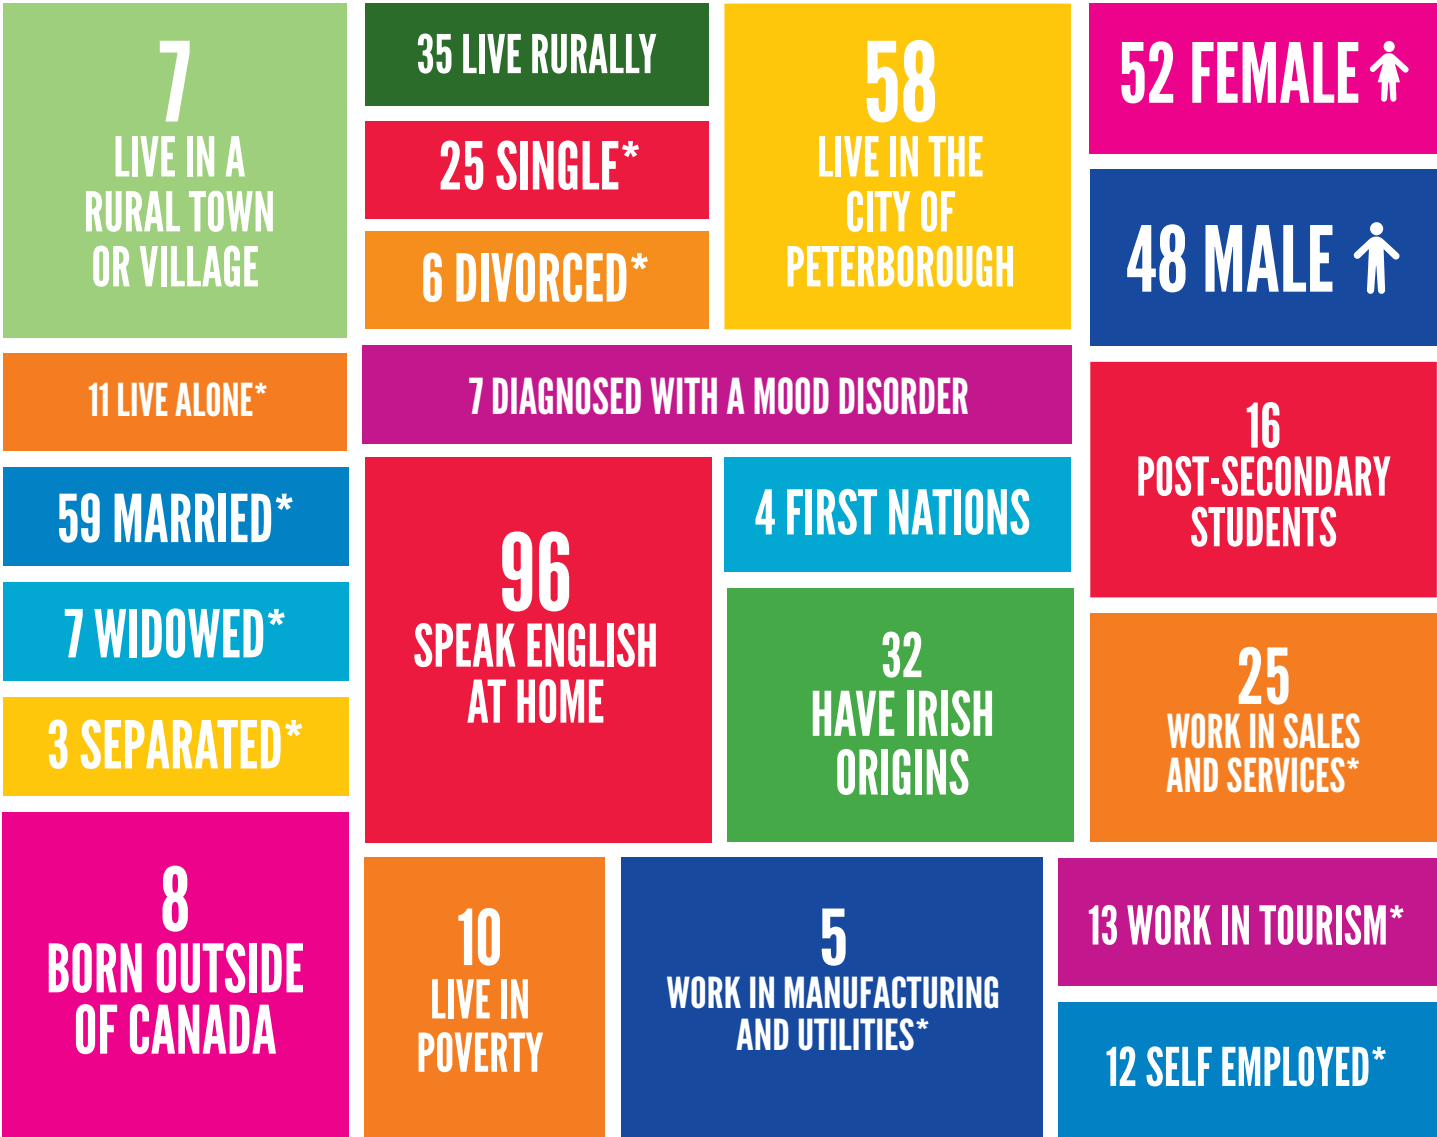 7
LIVE IN A
RURAL TOWN
OR VILLAGE
35 LIVE RURALLY
25 SINGLE*
6 DIVORCED*
58
LIVE IN THE
CITY OF
PETERBOROUGH
52 FEMALE
48 MALE
11 LIVE ALONE*
7 DIAGNOSED WITH A MOOD DISORDER
16
POST-SECONDARY
STUDENTS
59 MARRIED*
7 WIDOWED*
3 SEPARATED*
96
SPEAK ENGLISH
AT HOME
4 FIRST NATIONS
32
HAVE IRISH
ORIGINS
25
WORK IN SALES
AND SERVICES*
8
BORN OUTSIDE
OF CANADA
10
LIVE IN
POVERTY
5
WORK IN MANUFACTURING
AND UTILITIES*
13 WORK IN TOURISM*
12 SELF EMPLOYED*